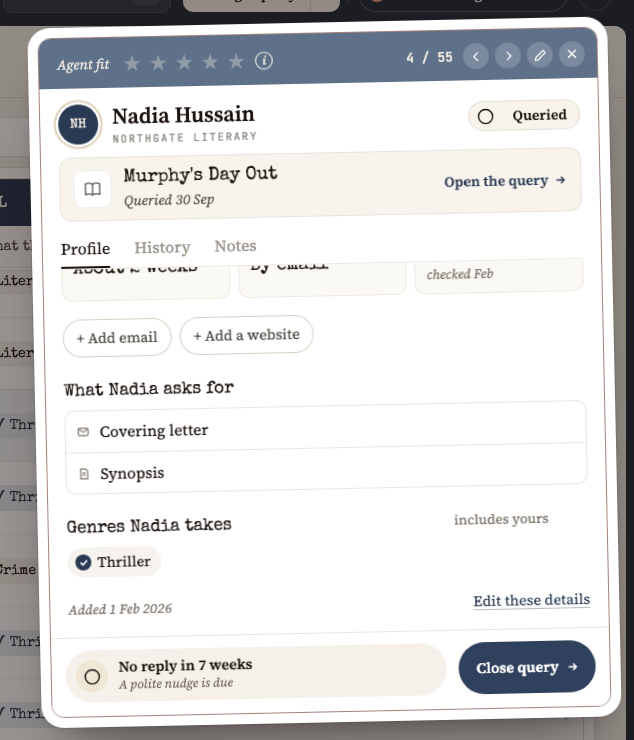 Agent fit
4 / 55
NH
Nadia Hussain
NORTHGATE LITERARY
Queried
Murphy's Day Out
Queried 30 Sep
Open the query →
Profile
History
Notes
About 2 weeks
By email
checked Feb
+ Add email
+ Add a website
What Nadia asks for
Covering letter
Synopsis
Genres Nadia takes
includes yours
Thriller
Added 1 Feb 2026
Edit these details
No reply in 7 weeks
A polite nudge is due
Close query →